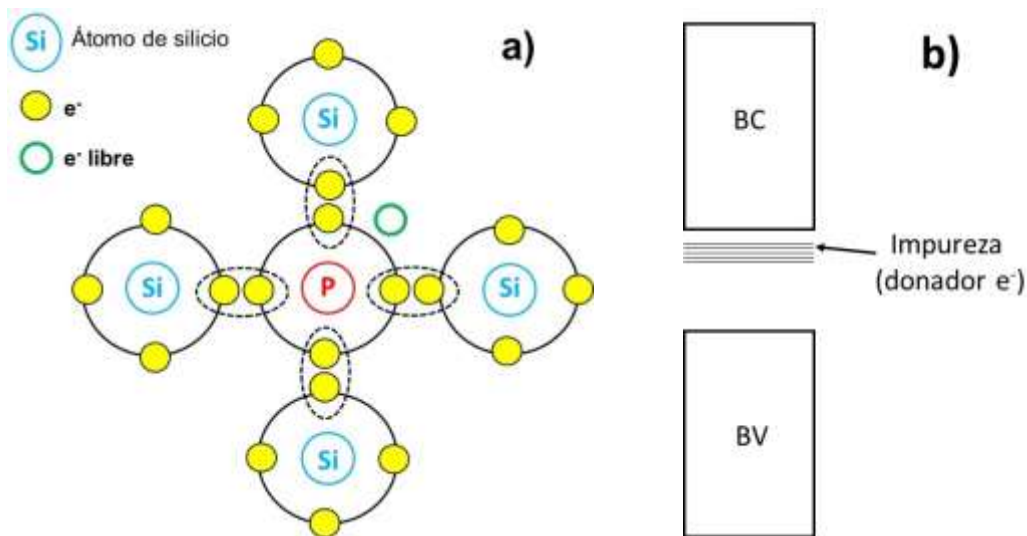 Si Átomo de silicio
e-
e- libre
a)
Si
Si
P
Si
Si
b)
BC
Impureza
(donador e-)
BV